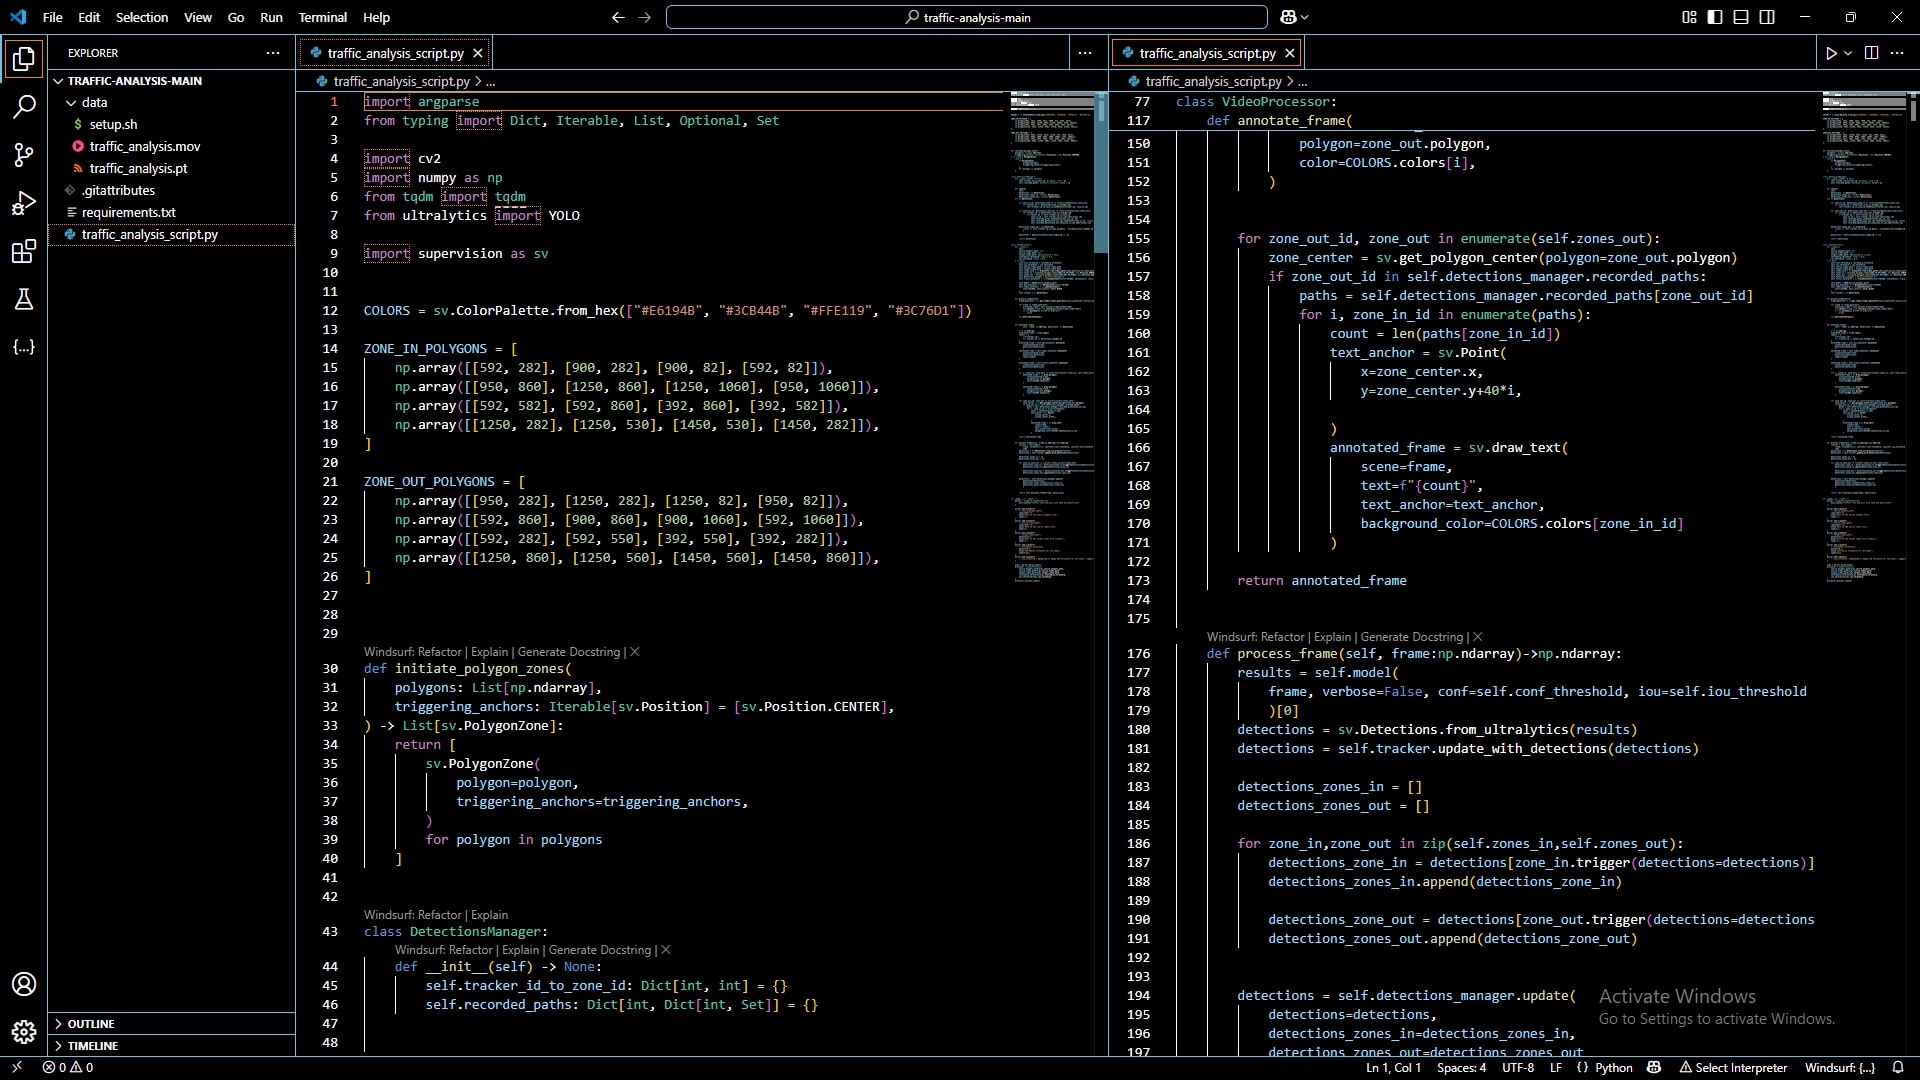 File Edit Selection View Go Run Terminal Help
traffic-analysis-main
EXPLORER
TRAFFIC-ANALYSIS-MAIN
data
setup.sh
traffic_analysis.mov
traffic_analysis.pt
.gitattributes
requirements.txt
traffic_analysis_script.py
OUTLINE
TIMELINE
traffic_analysis_script.py
traffic_analysis_script.py > ...
1 import argparse
2 from typing import Dict, Iterable, List, Optional, Set
3
4 import cv2
5 import numpy as np
6 from tqdm import tqdm
7 from ultralytics import YOLO
8
9 import supervision as sv
10
11
12 COLORS = sv.ColorPalette.from_hex(["#E6194B", "#3CB44B", "#FFE119", "#3C76D1"])
13
14 ZONE_IN_POLYGONS = [
15 np.array([[592, 282], [900, 282], [900, 82], [592, 82]]),
16 np.array([[950, 860], [1250, 860], [1250, 1060], [950, 1060]]),
17 np.array([[592, 582], [592, 860], [392, 860], [392, 582]]),
18 np.array([[1250, 282], [1250, 530], [1450, 530], [1450, 282]]),
19 ]
20
21 ZONE_OUT_POLYGONS = [
22 np.array([[950, 282], [1250, 282], [1250, 82], [950, 82]]),
23 np.array([[592, 860], [900, 860], [900, 1060], [592, 1060]]),
24 np.array([[592, 282], [592, 550], [392, 550], [392, 282]]),
25 np.array([[1250, 860], [1250, 560], [1450, 560], [1450, 860]]),
26 ]
27
28
29
Windsurf: Refactor | Explain | Generate Docstring | X
30 def initiate_polygon_zones(
31 polygons: List[np.ndarray],
32 triggering_anchors: Iterable[sv.Position] = [sv.Position.CENTER],
33 ) -> List[sv.PolygonZone]:
34 return [
35 sv.PolygonZone(
36 polygon=polygon,
37 triggering_anchors=triggering_anchors,
38 )
39 for polygon in polygons
40 ]
41
42
Windsurf: Refactor | Explain
43 class DetectionsManager:
Windsurf: Refactor | Explain | Generate Docstring | X
44 def __init__(self) -> None:
45 self.tracker_id_to_zone_id: Dict[int, int] = {}
46 self.recorded_paths: Dict[int, Dict[int, Set]] = {}
47
48
traffic_analysis_script.py
traffic_analysis_script.py > ...
77 class VideoProcessor:
117 def annotate_frame(
150 polygon=zone_out.polygon,
151 color=COLORS.colors[i],
152 )
153
154
155 for zone_out_id, zone_out in enumerate(self.zones_out):
156 zone_center = sv.get_polygon_center(polygon=zone_out.polygon)
157 if zone_out_id in self.detections_manager.recorded_paths:
158 paths = self.detections_manager.recorded_paths[zone_out_id]
159 for i, zone_in_id in enumerate(paths):
160 count = len(paths[zone_in_id])
161 text_anchor = sv.Point(
162 x=zone_center.x,
163 y=zone_center.y+40*i,
164
165 )
166 annotated_frame = sv.draw_text(
167 scene=frame,
168 text=f"{count}",
169 text_anchor=text_anchor,
170 background_color=COLORS.colors[zone_in_id]
171 )
172
173 return annotated_frame
174
175
Windsurf: Refactor | Explain | Generate Docstring | X
176 def process_frame(self, frame:np.ndarray)->np.ndarray:
177 results = self.model(
178 frame, verbose=False, conf=self.conf_threshold, iou=self.iou_threshold
179 )[0]
180 detections = sv.Detections.from_ultralytics(results)
181 detections = self.tracker.update_with_detections(detections)
182
183 detections_zones_in = []
184 detections_zones_out = []
185
186 for zone_in,zone_out in zip(self.zones_in,self.zones_out):
187 detections_zone_in = detections[zone_in.trigger(detections=detections)]
188 detections_zones_in.append(detections_zone_in)
189
190 detections_zone_out = detections[zone_out.trigger(detections=detections
191 detections_zones_out.append(detections_zone_out)
192
193
194 detections = self.detections_manager.update(
195 detections=detections,
196 detections_zones_in=detections_zones_in,
197 detections_zones_out=detections_zones_out
Activate Windows
Go to Settings to activate Windows.
0 0
Ln 1, Col 1 Spaces: 4 UTF-8 LF {} Python Select Interpreter Windsurf: {...}